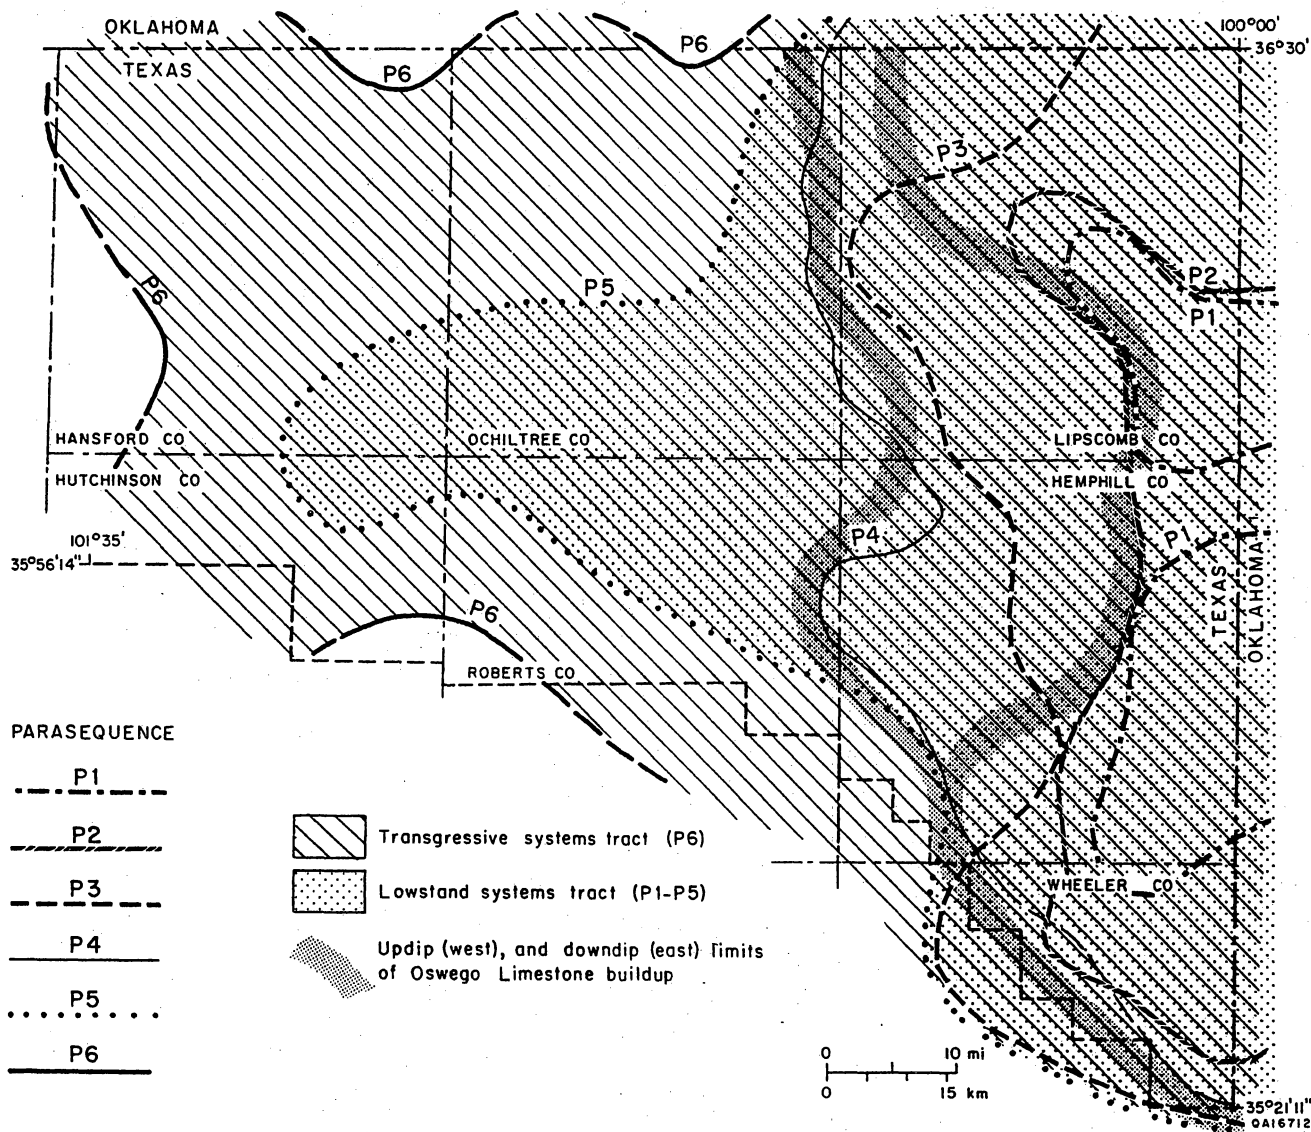 OKLAHOMA
TEXAS
100°00'
36°30'
P6
P6
P3
P2
P1
P6
P5
HANSFORD CO
HUTCHINSON CO
OCHILTREE CO
LIPSCOMB CO
HEMPHILL CO
101°35'
35°56'14"
P4
P1
TEXAS
OKLAHOMA
P6
ROBERTS CO
WHEELER CO
PARASEQUENCE
P1
P2
P3
P4
P5
P6
Transgressive systems tract (P6)
Lowstand systems tract (P1-P5)
Updip (west), and downdip (east) limits
of Oswego Limestone buildup
0 10 mi
0 15 km
35°21'11"
QA16712